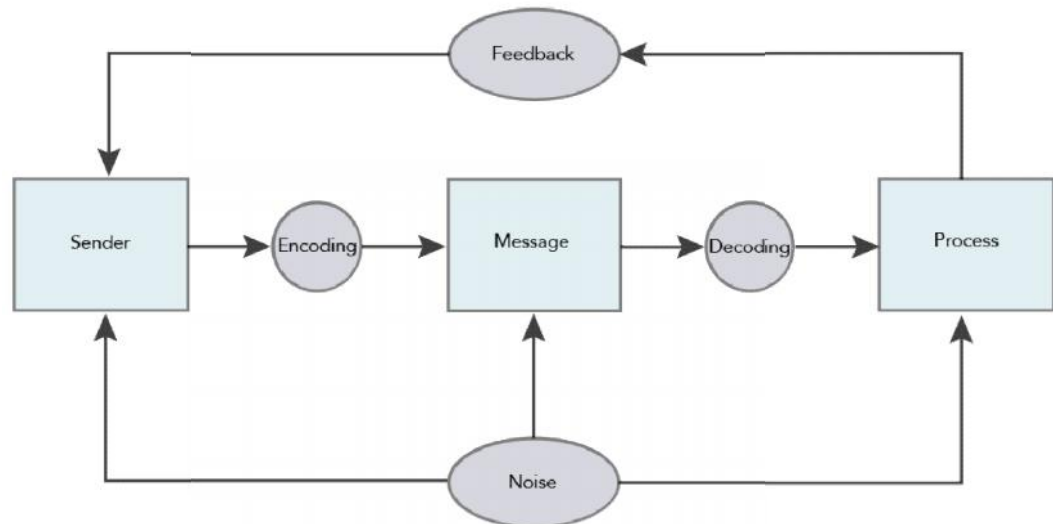 Feedback
Sender
Encoding
Message
Decoding
Process
Noise